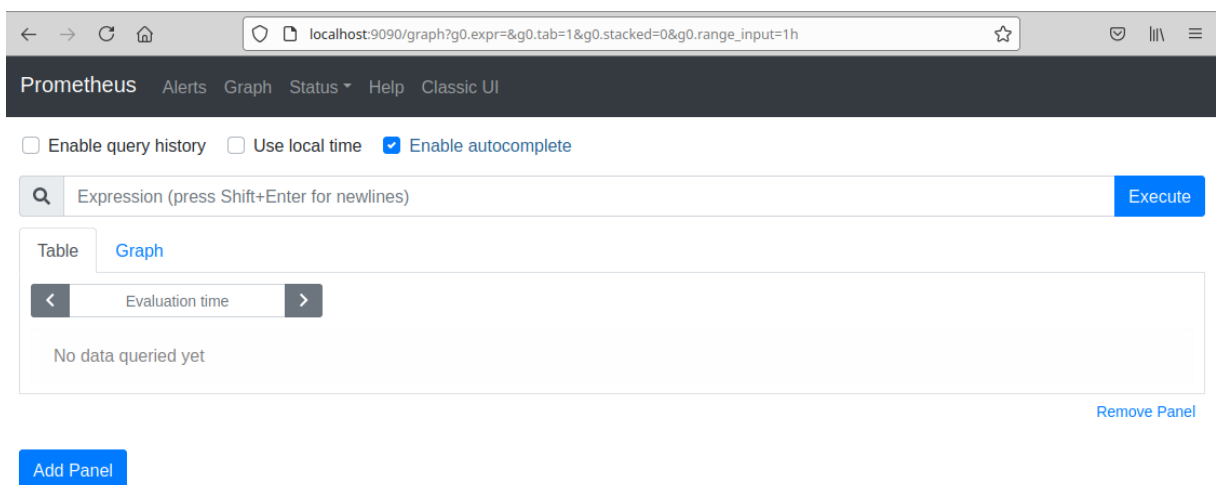 localhost:9090/graph?g0.expr=&g0.tab=1&g0.stacked=0&g0.range_input=1h
Prometheus Alerts Graph Status Help Classic UI
Enable query history Use local time Enable autocomplete
Expression (press Shift+Enter for newlines) Execute
Table Graph
Evaluation time
No data queried yet
Remove Panel
Add Panel